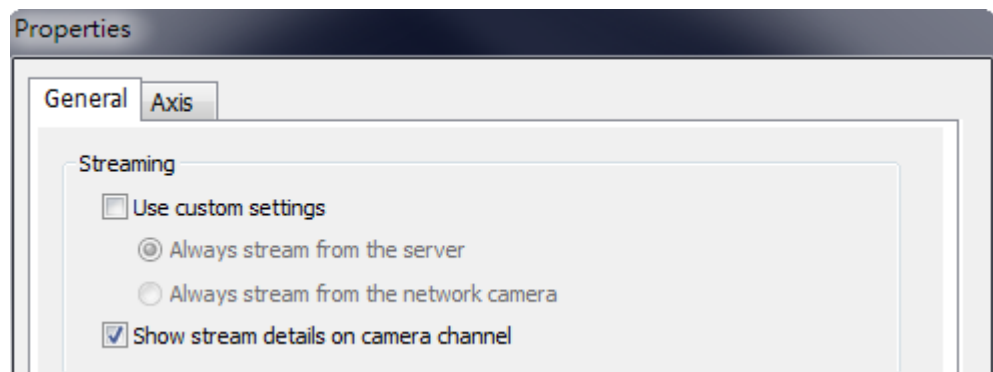 Properties
General Axis
Streaming
Use custom settings
Always stream from the server
Always stream from the network camera
Show stream details on camera channel